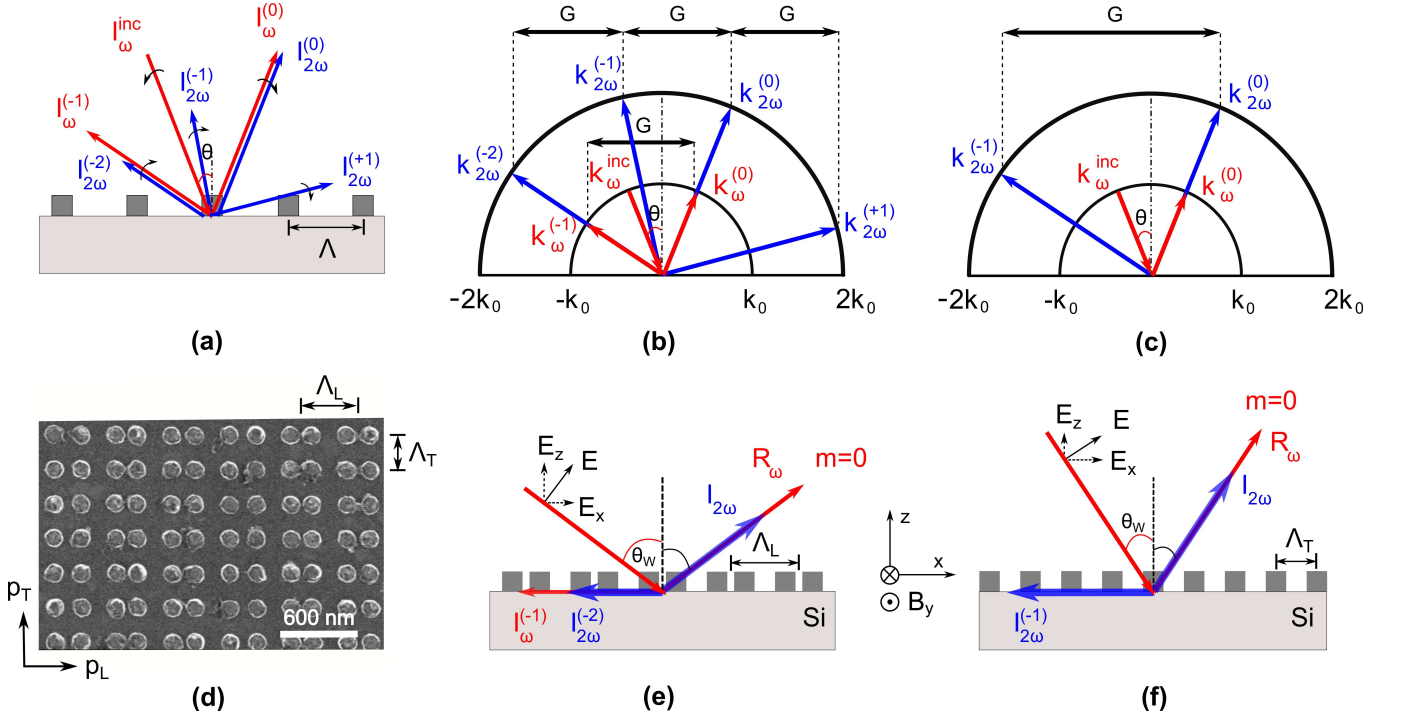 I_ω^inc
I_ω^(0)
I_2ω^(0)
I_2ω^(-1)
I_ω^(-1)
θ
I_2ω^(-2)
I_2ω^(+1)
Λ
(a)
G G G
k_2ω^(-1)
k_2ω^(0)
G
k_2ω^(-2)
k_ω^inc
k_ω^(0)
θ
k_ω^(-1)
k_2ω^(+1)
-2k_0 -k_0 k_0 2k_0
(b)
G
k_2ω^(0)
k_2ω^(-1)
k_ω^inc
k_ω^(0)
θ
-2k_0 -k_0 k_0 2k_0
(c)
Λ_L
Λ_T
600 nm
p_T
p_L
(d)
E_z E
E_x
R_ω m=0
I_2ω
θ_W
Λ_L
I_ω^(-1) I_2ω^(-2)
Si
(e)
z
x
B_y
m=0
E_z E
E_x
R_ω
I_2ω
θ_W
Λ_T
I_2ω^(-1)
Si
(f)